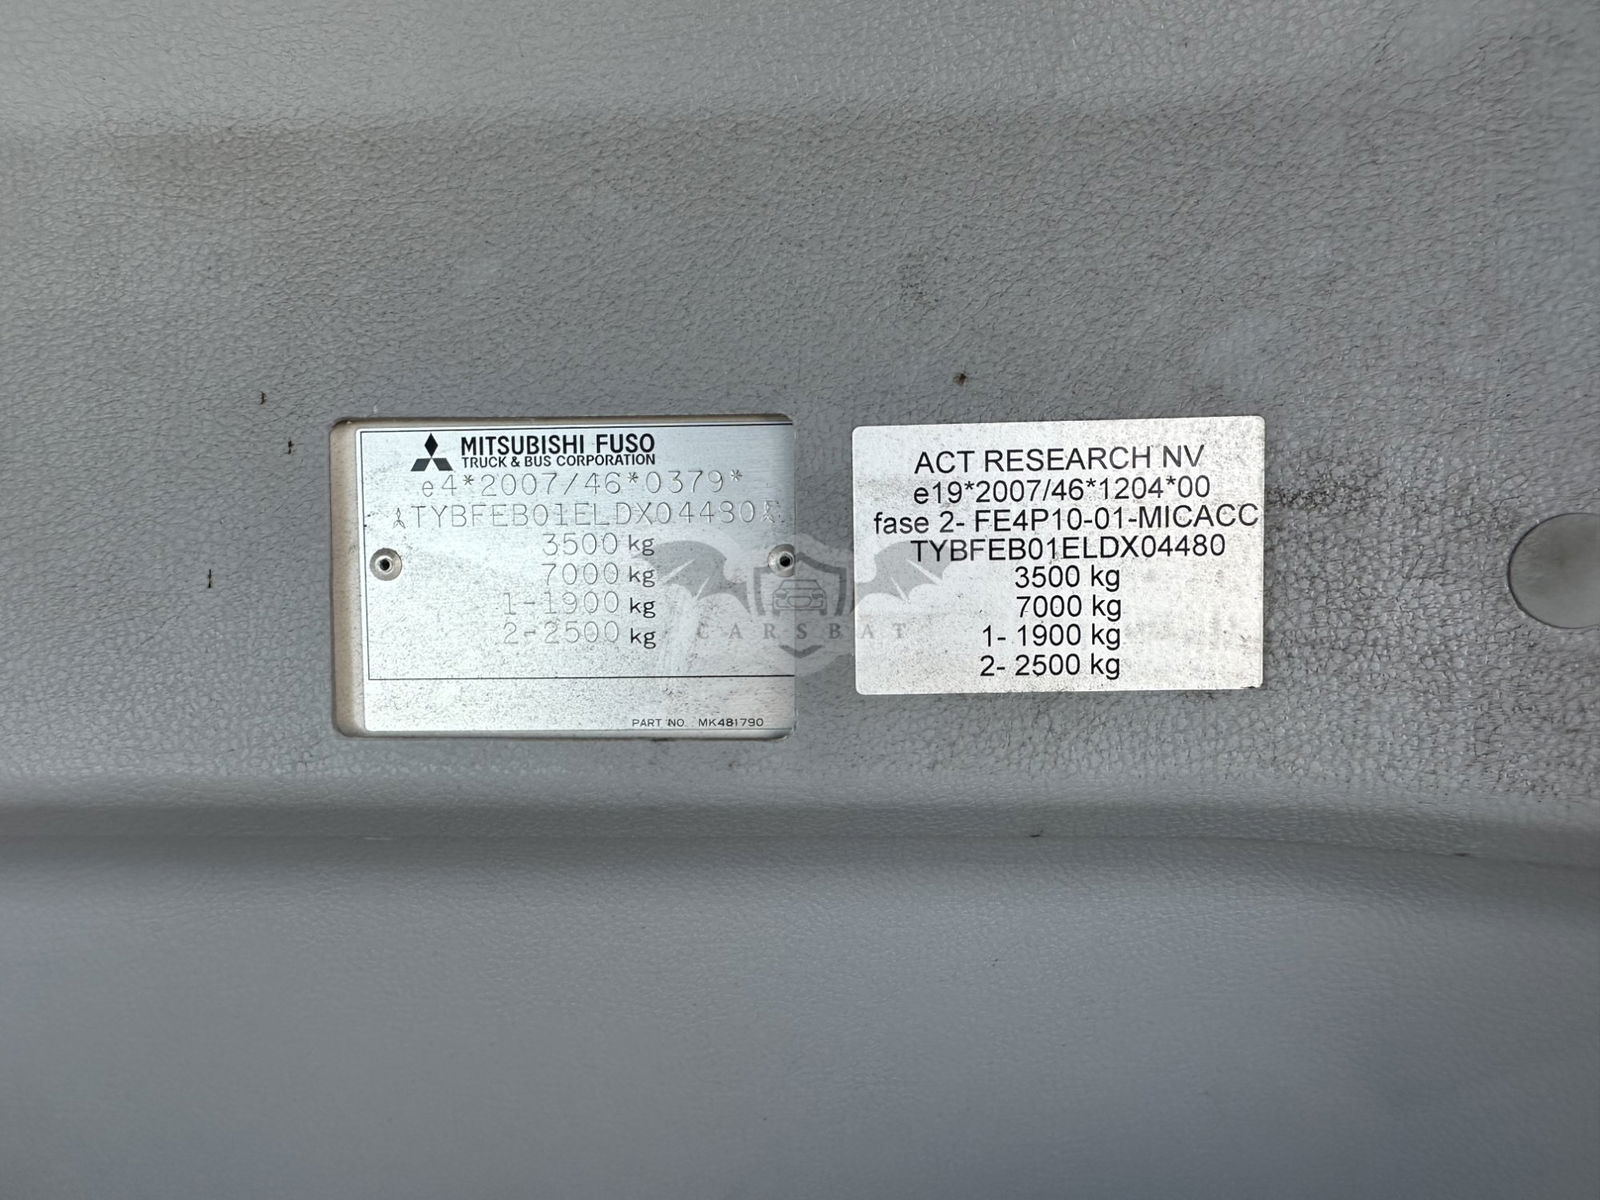 MITSUBISHI FUSO
TRUCK & BUS CORPORATION
e4*2007/46*0379*
TYBFEB01ELDX04480
3500 kg
7000 kg
1-1900 kg
2-2500 kg
PART NO. MK481790
ACT RESEARCH NV
e19*2007/46*1204*00
fase 2- FE4P10-01-MICACC
TYBFEB01ELDX04480
3500 kg
7000 kg
1- 1900 kg
2- 2500 kg
CARSBAT